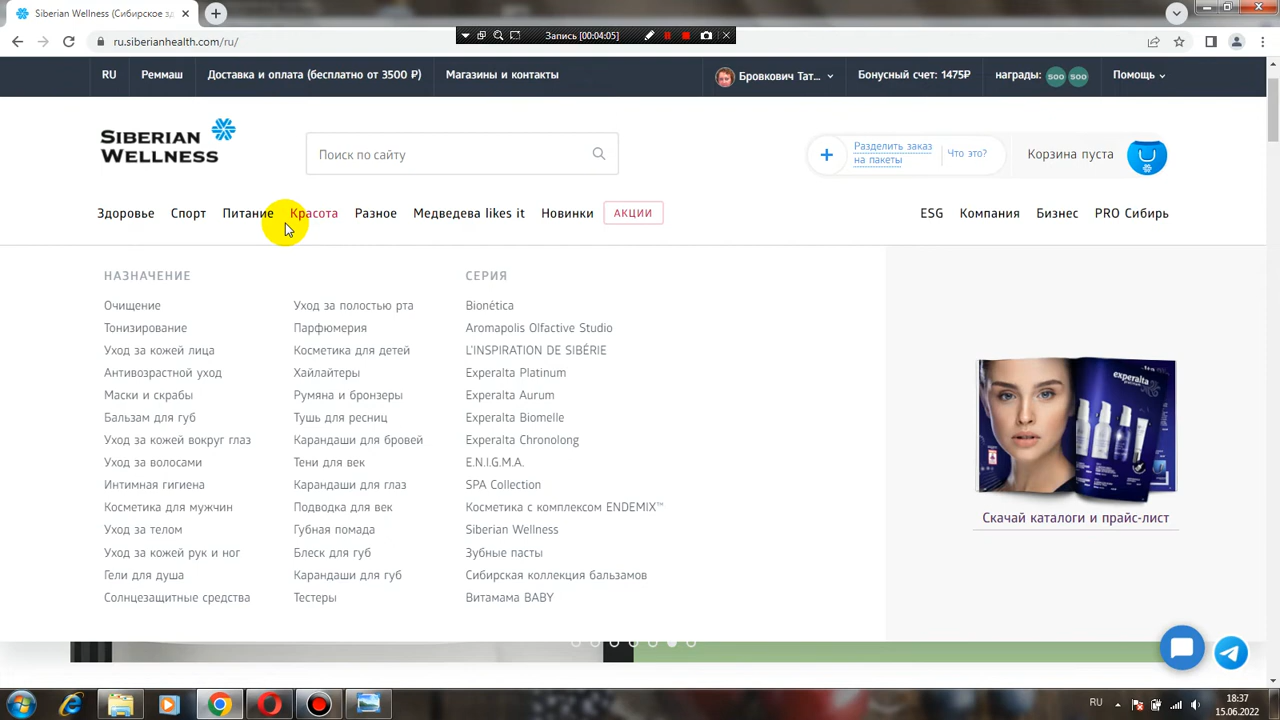 Siberian Wellness (Сибирское зд
ru.siberianhealth.com/ru/
Запись [00:04:05]
RU
Реммаш
Доставка и оплата (бесплатно от 3500 ₽)
Магазины и контакты
Бровкович Тат...
Бонусный счет: 1475₽
награды:
SOO
SOO
Помощь
SIBERIAN
WELLNESS
Поиск по сайту
Разделить заказ
на пакеты
Что это?
Корзина пуста
Здоровье
Спорт
Питание
Красота
Разное
Медведева likes it
Новинки
АКЦИИ
ESG
Компания
Бизнес
PRO Сибирь
НАЗНАЧЕНИЕ
Очищение
Тонизирование
Уход за кожей лица
Антивозрастной уход
Маски и скрабы
Бальзам для губ
Уход за кожей вокруг глаз
Уход за волосами
Интимная гигиена
Косметика для мужчин
Уход за телом
Уход за кожей рук и ног
Гели для душа
Солнцезащитные средства
Уход за полостью рта
Парфюмерия
Косметика для детей
Хайлайтеры
Румяна и бронзеры
Тушь для ресниц
Карандаши для бровей
Тени для век
Карандаши для глаз
Подводка для век
Губная помада
Блеск для губ
Карандаши для губ
Тестеры
СЕРИЯ
Bionética
Aromapolis Olfactive Studio
L'INSPIRATION DE SIBÉRIE
Experalta Platinum
Experalta Aurum
Experalta Biomelle
Experalta Chronolong
E.N.I.G.M.A.
SPA Collection
Косметика с комплексом ENDEMIX™
Siberian Wellness
Зубные пасты
Сибирская коллекция бальзамов
Витамама BABY
experalta
Скачай каталоги и прайс-лист
RU
18:37
15.06.2022